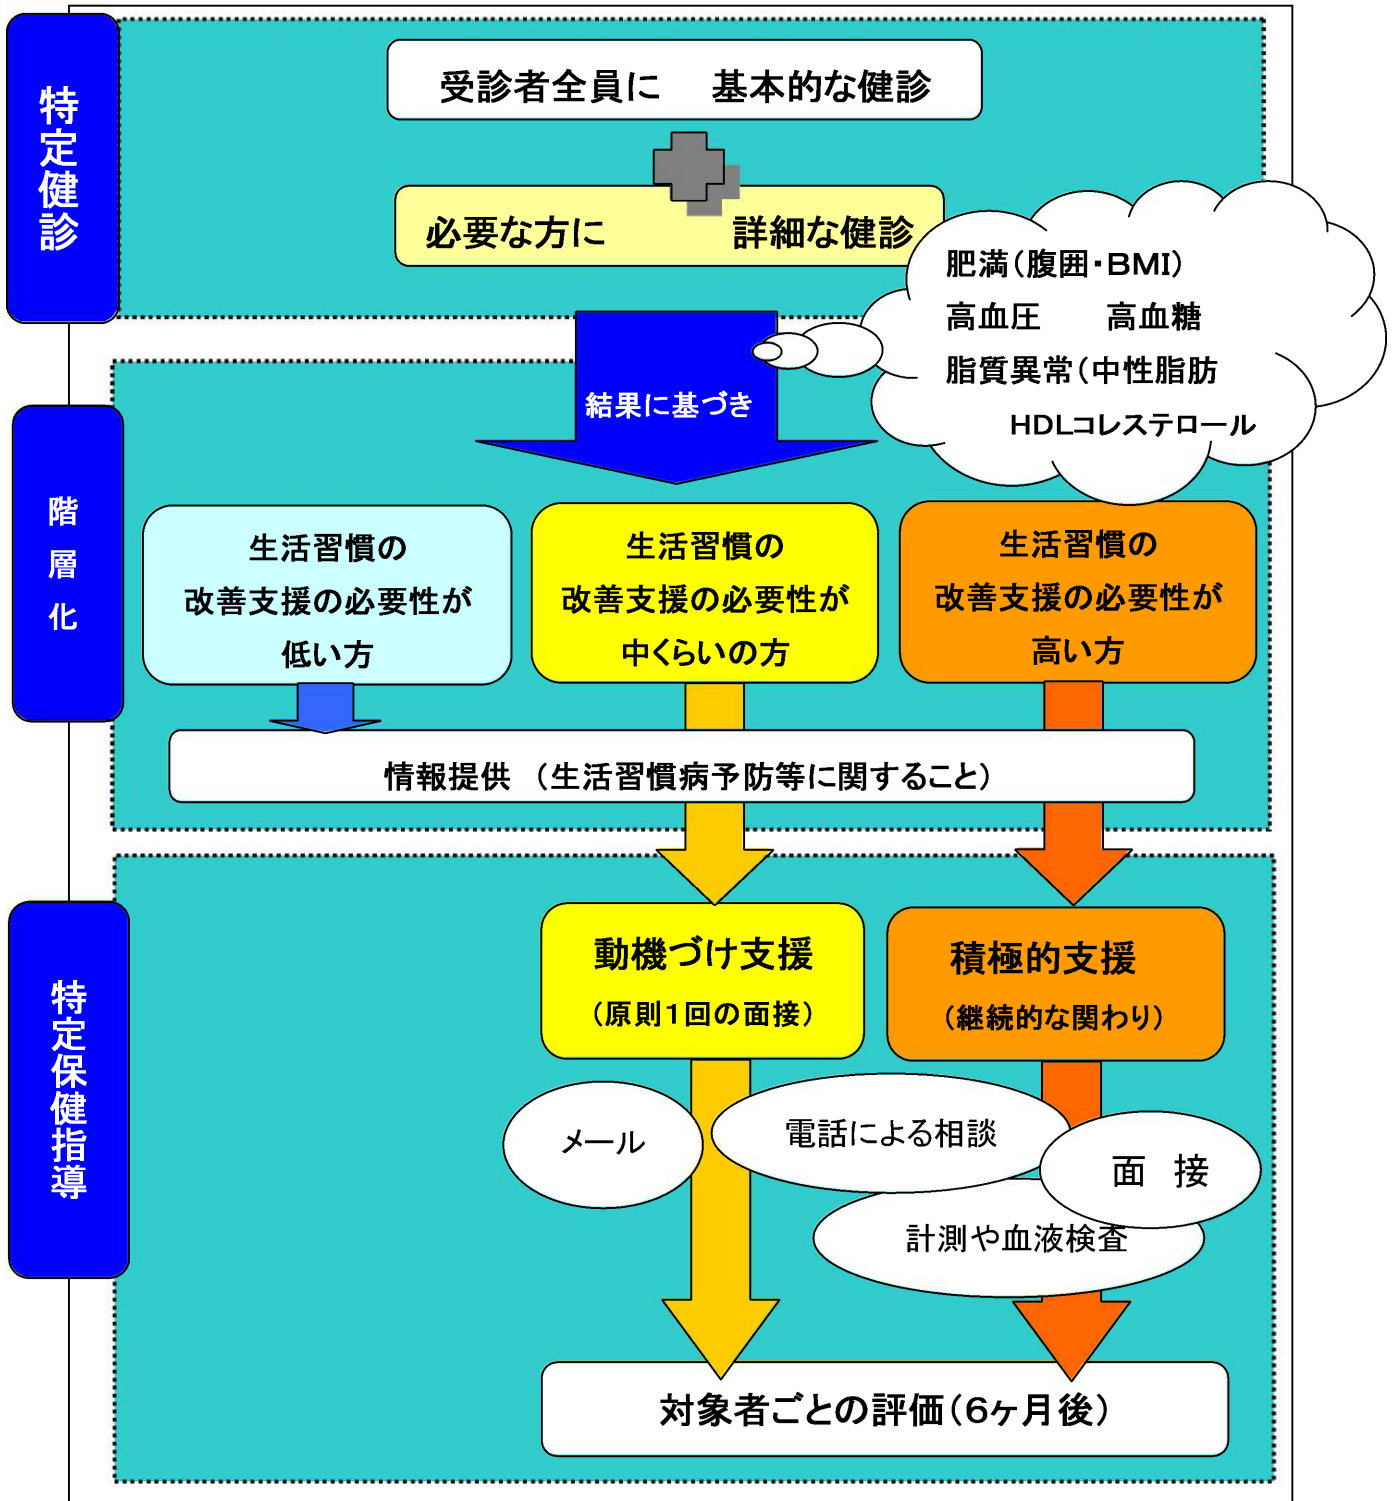 特定健診
受診者全員に 基本的な健診
必要な方に 詳細な健診
肥満(腹囲・BMI)
高血圧 高血糖
脂質異常(中性脂肪
HDLコレステロール
結果に基づき
階層化
生活習慣の
改善支援の必要性が
低い方
生活習慣の
改善支援の必要性が
中くらいの方
生活習慣の
改善支援の必要性が
高い方
情報提供 (生活習慣病予防等に関すること)
特定保健指導
動機づけ支援
(原則1回の面接)
積極的支援
(継続的な関わり)
メール
電話による相談
面 接
計測や血液検査
対象者ごとの評価(6ヶ月後)